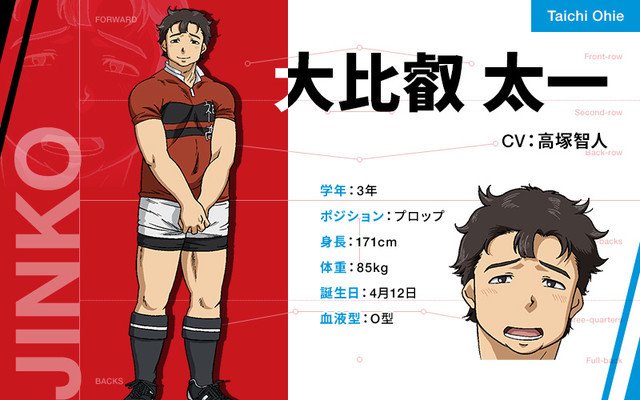 Taichi Ohie
FORWARD
Front-row
大比叡 太一
Second-row
CV：高塚智人
Back-row
学年：3年
ポジション：プロップ
身長：171cm
体重：85kg
誕生日：4月12日
血液型：O型
Full-back
JINKO
BACKS